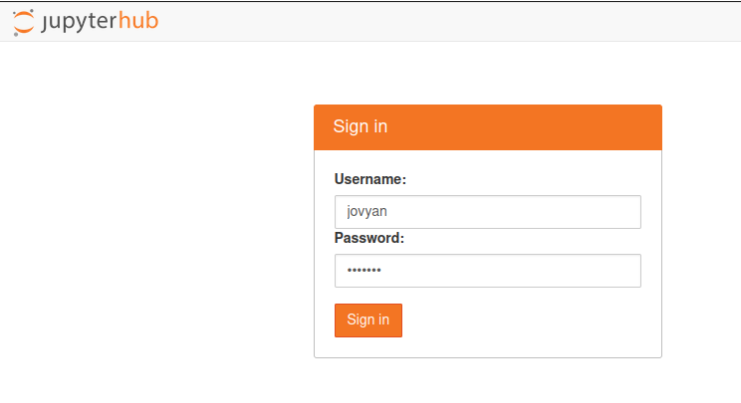 jupyterhub
Sign in
Username:
jovyan
Password:
•••••••
Sign in